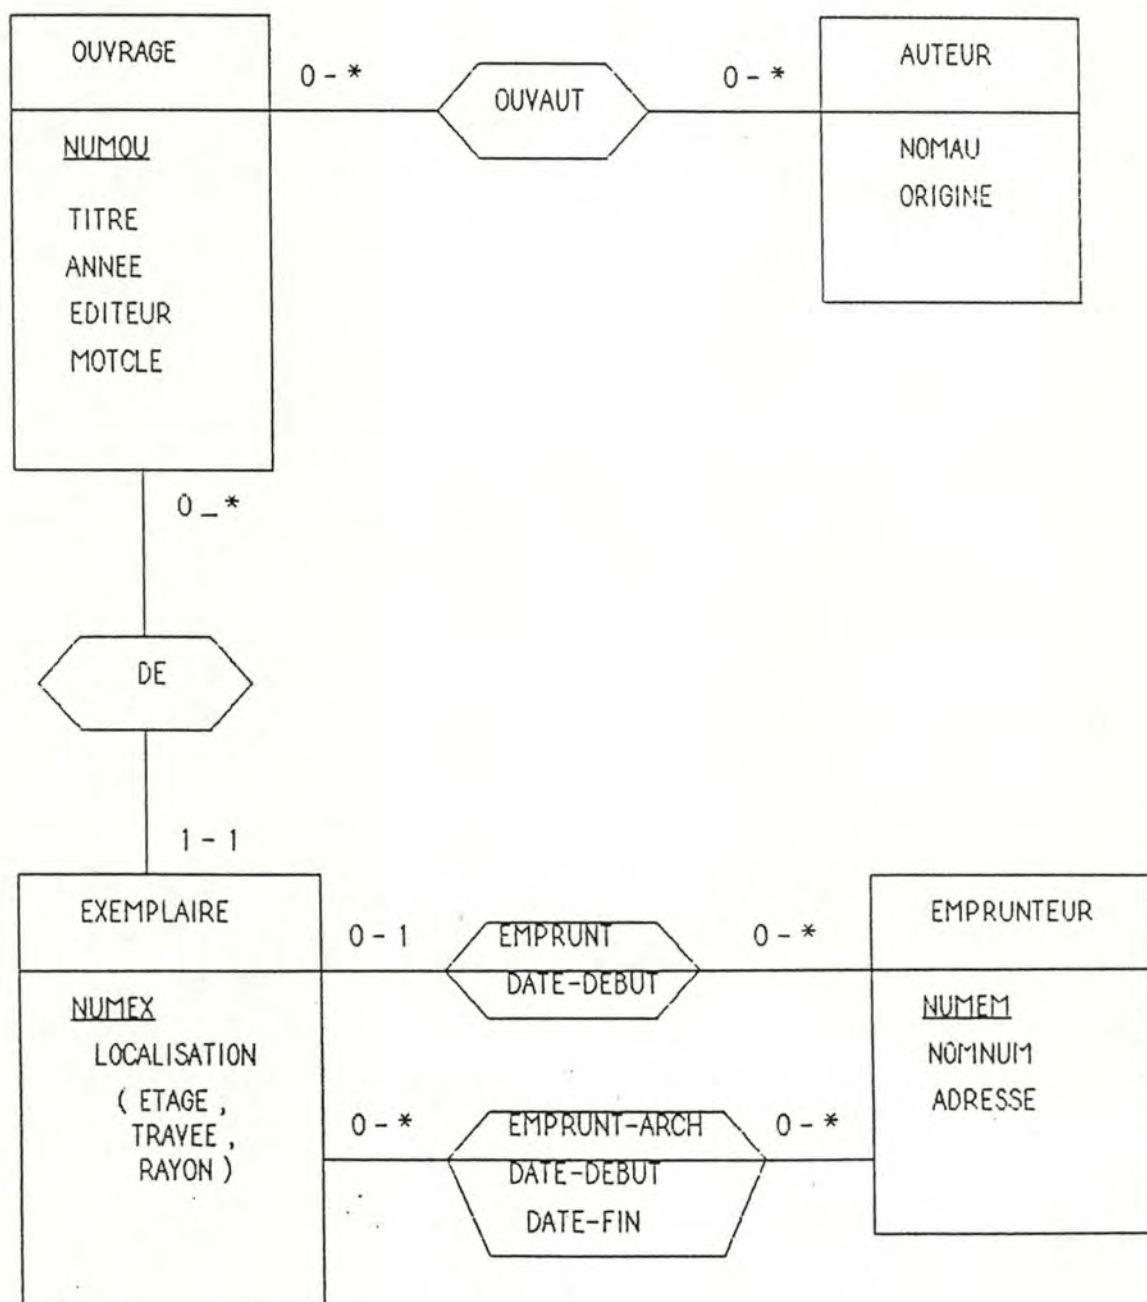 OUVRAGE
NUMOU
TITRE
ANNEE
EDITEUR
MOTCLE
0 - *
OUVAUT
0 - *
AUTEUR
NOMAU
ORIGINE
0 _ *
DE
1 - 1
EXEMPLAIRE
NUMEX
LOCALISATION
( ETAGE ,
TRAVEE ,
RAYON )
0 - 1
EMPRUNT
DATE-DEBUT
0 - *
EMPRUNTEUR
NUMEM
NOMNUM
ADRESSE
0 - *
EMPRUNT-ARCH
DATE-DEBUT
DATE-FIN
0 - *